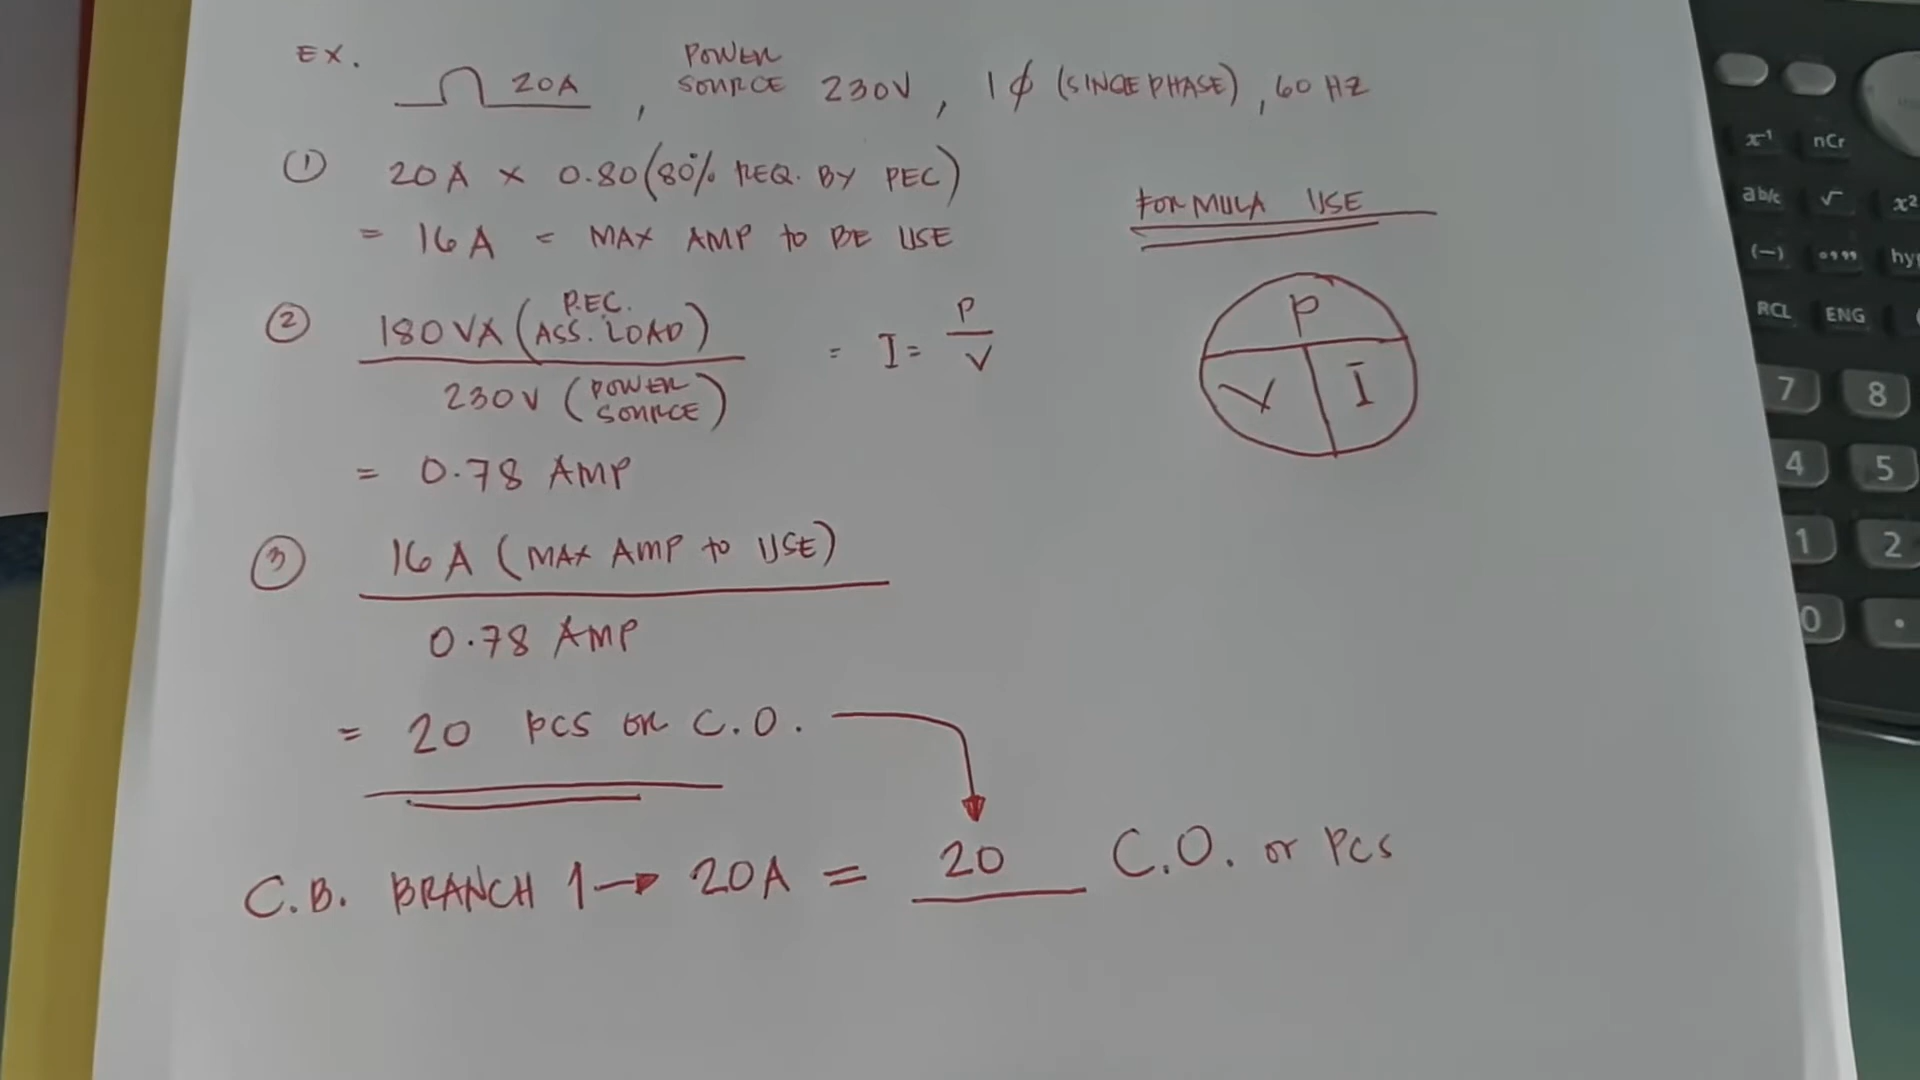 EX.
20A , POWER SOURCE 230V , 1φ (SINGE PHASE) , 60 HZ
① 20A × 0.80 (80% REQ. BY PEC)
= 16A = MAX AMP TO BE USE
② 180 VA (P.E.C. ASS. LOAD)
230V (POWER SOURCE)
= I = P / V
= 0.78 AMP
③ 16 A (MAX AMP TO USE)
0.78 AMP
= 20 PCS OR C.O.
C.B. BRANCH 1 → 20A = 20 C.O. or PCS
FORMULA USE
P
V I
x⁻¹ nCr
ab/c √ x²
(−) °'" hyp
RCL ENG (
7 8
4 5
1 2
0 .